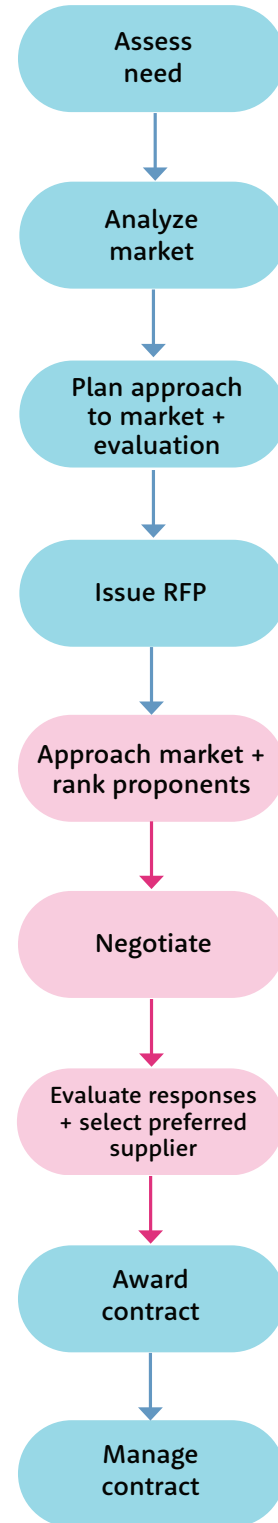 Assess
need
Analyze
market
Plan approach
to market +
evaluation
Issue RFP
Approach market +
rank proponents
Negotiate
Evaluate responses
+ select preferred
supplier
Award
contract
Manage
contract